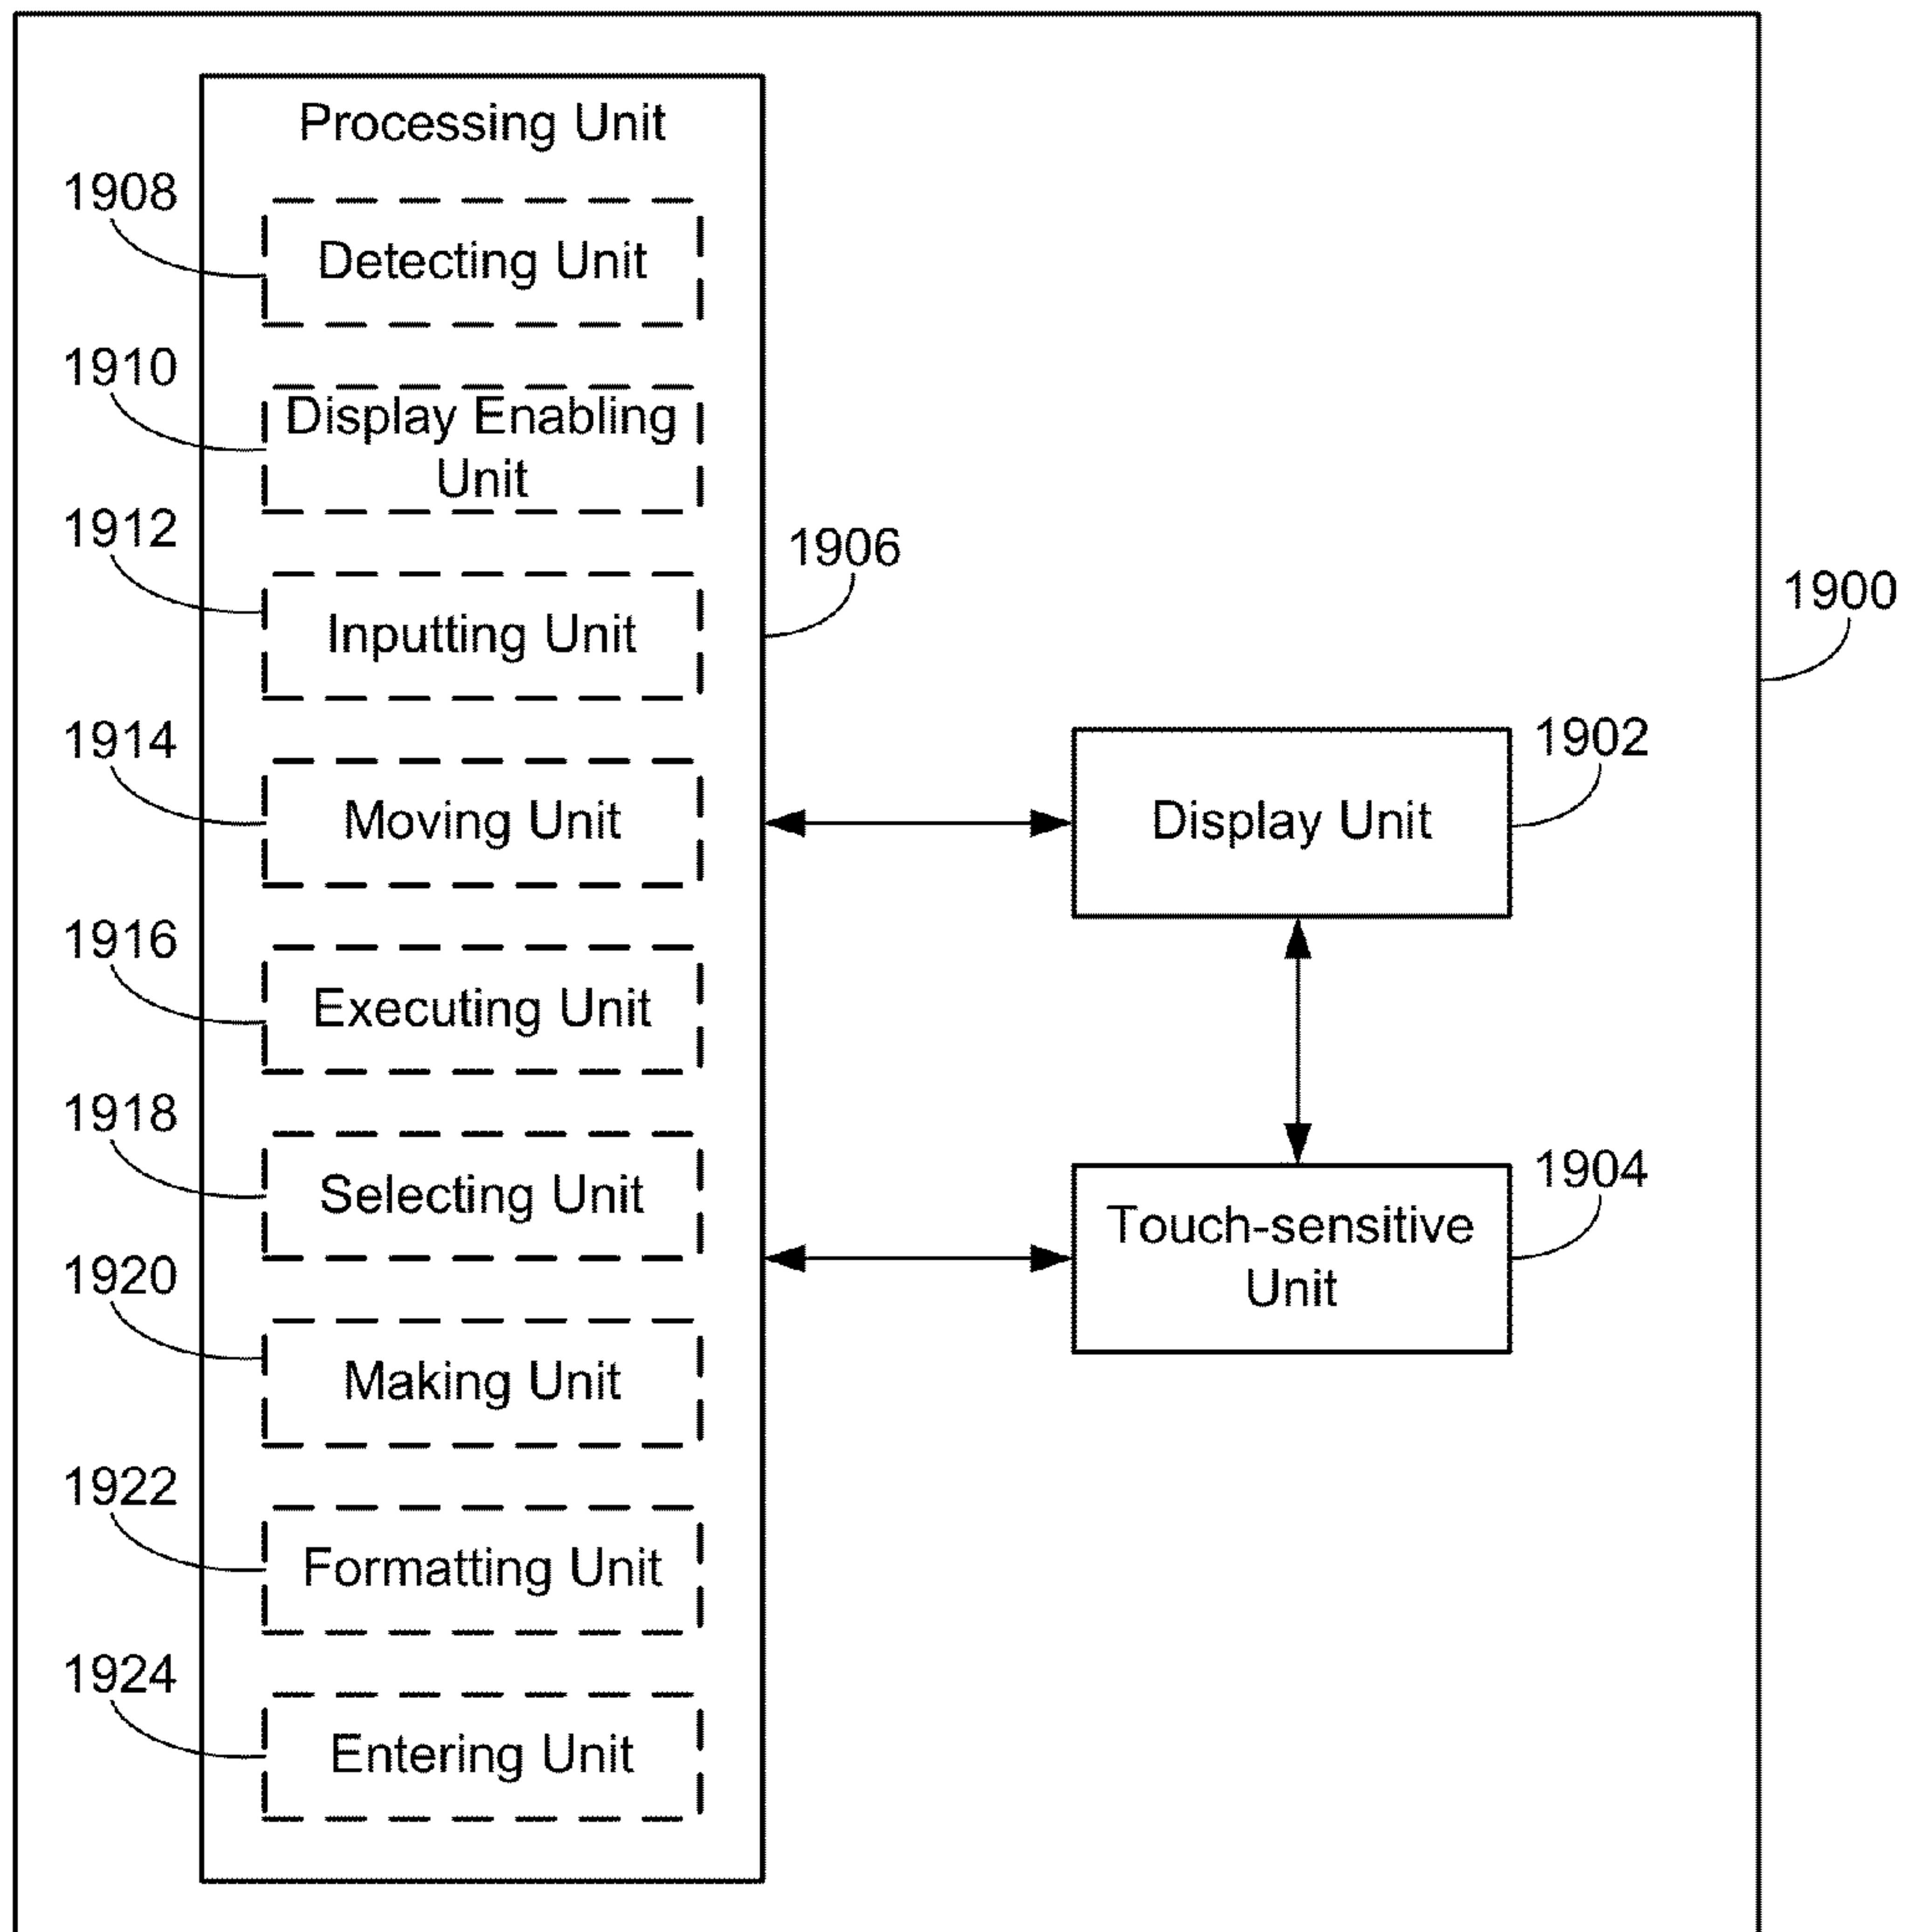 Processing Unit
1908
Detecting Unit
1910
Display Enabling
Unit
1912
Inputting Unit
1906
1900
1914
Moving Unit
1902
Display Unit
1916
Executing Unit
1918
Selecting Unit
1904
Touch-sensitive
Unit
1920
Making Unit
1922
Formatting Unit
1924
Entering Unit